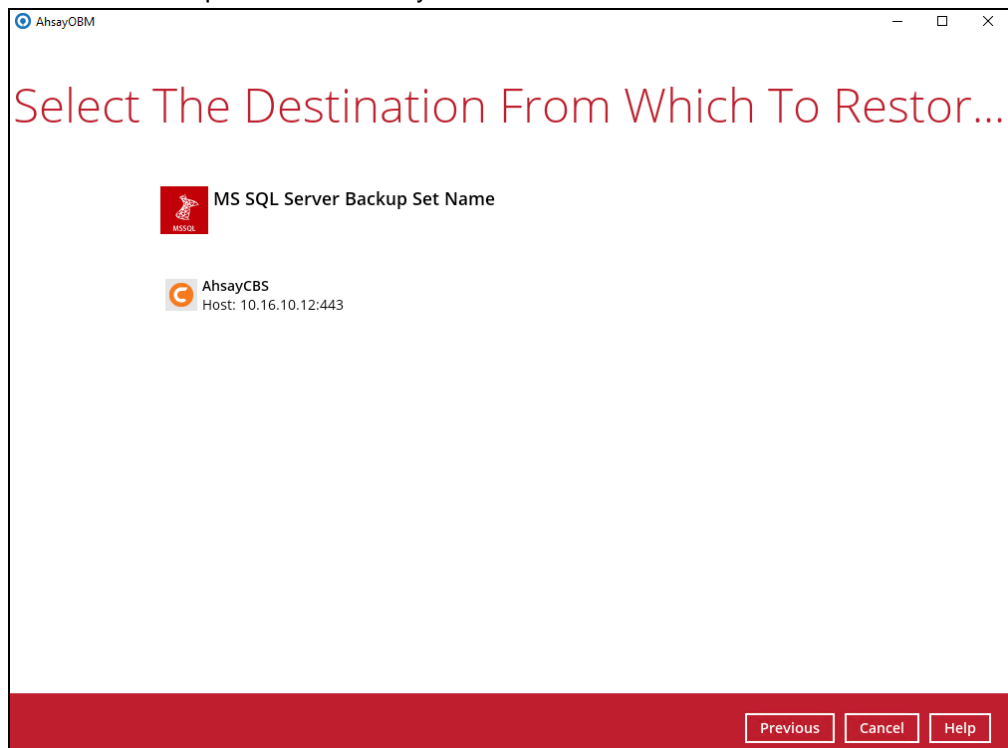 AhsayOBM
Select The Destination From Which To Restor...
MS SQL Server Backup Set Name
MSSQL
AhsayCBS
Host: 10.16.10.12:443
Previous Cancel Help